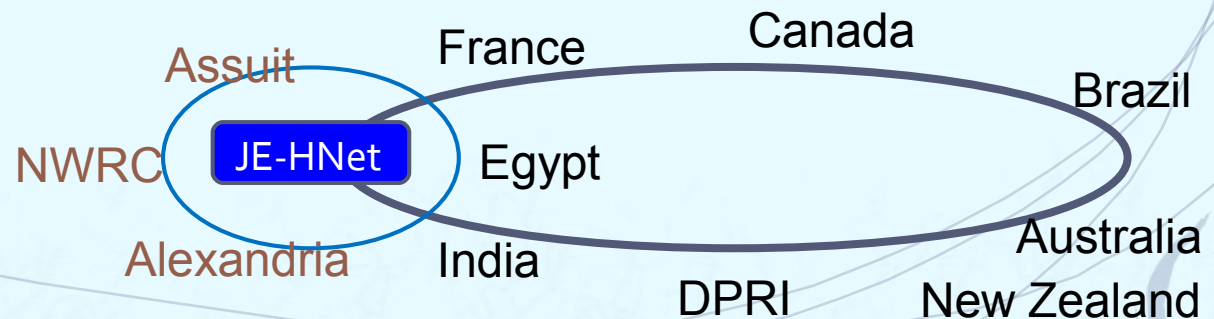 Canada
France
Assuit
Brazil
JE-HNet
NWRC
Egypt
Australia
Alexandria
India
DPRI
New Zealand